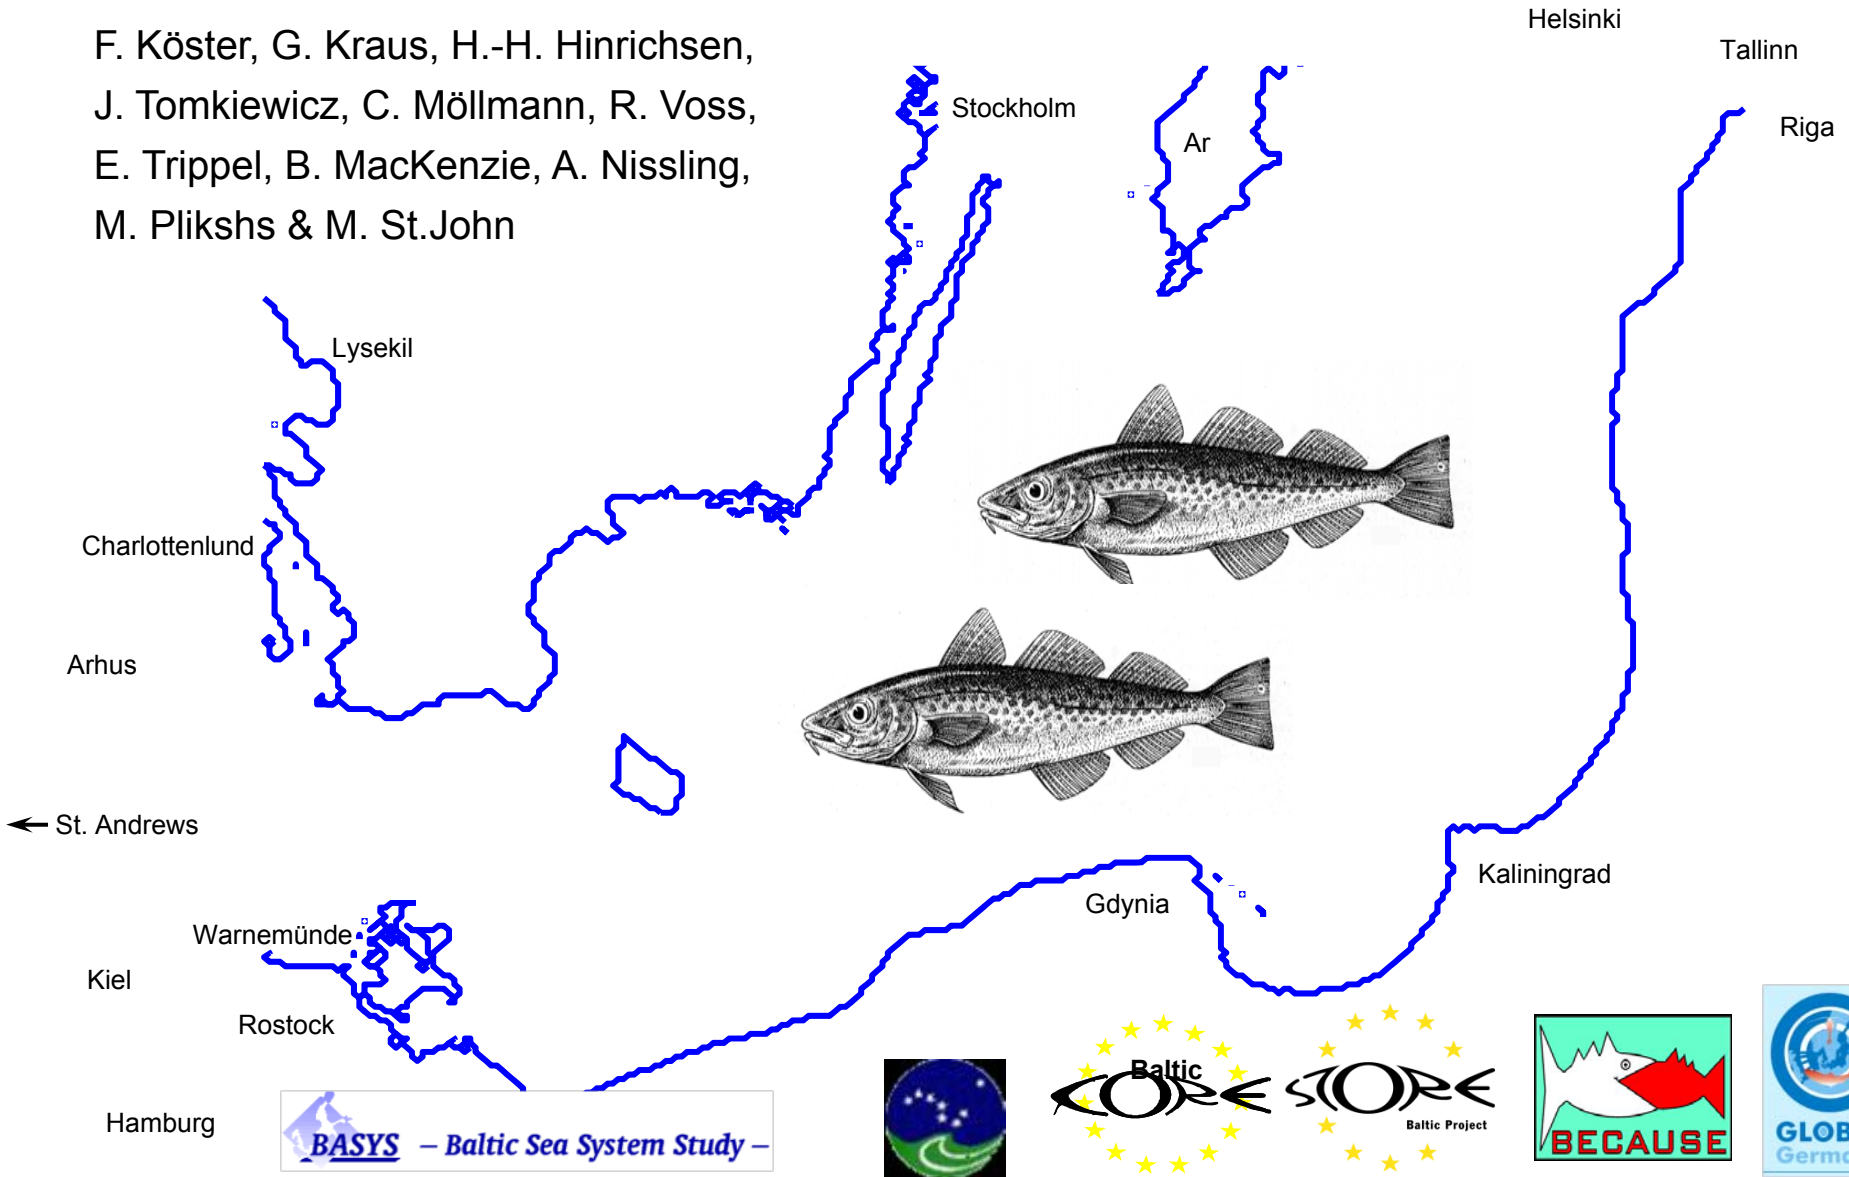 F. Köster, G. Kraus, H.-H. Hinrichsen,
J. Tomkiewicz, C. Möllmann, R. Voss,
E. Trippel, B. MacKenzie, A. Nissling,
M. Plikshs & M. St.John
Helsinki
Tallinn
Riga
Stockholm
Ar
Lysekil
Charlottenlund
Arhus
St. Andrews
Kaliningrad
Gdynia
Warnemünde
Kiel
Rostock
Hamburg
BASYS – Baltic Sea System Study –
Baltic
CORE
STORE
Baltic Project
BECAUSE
GLOB
Germa